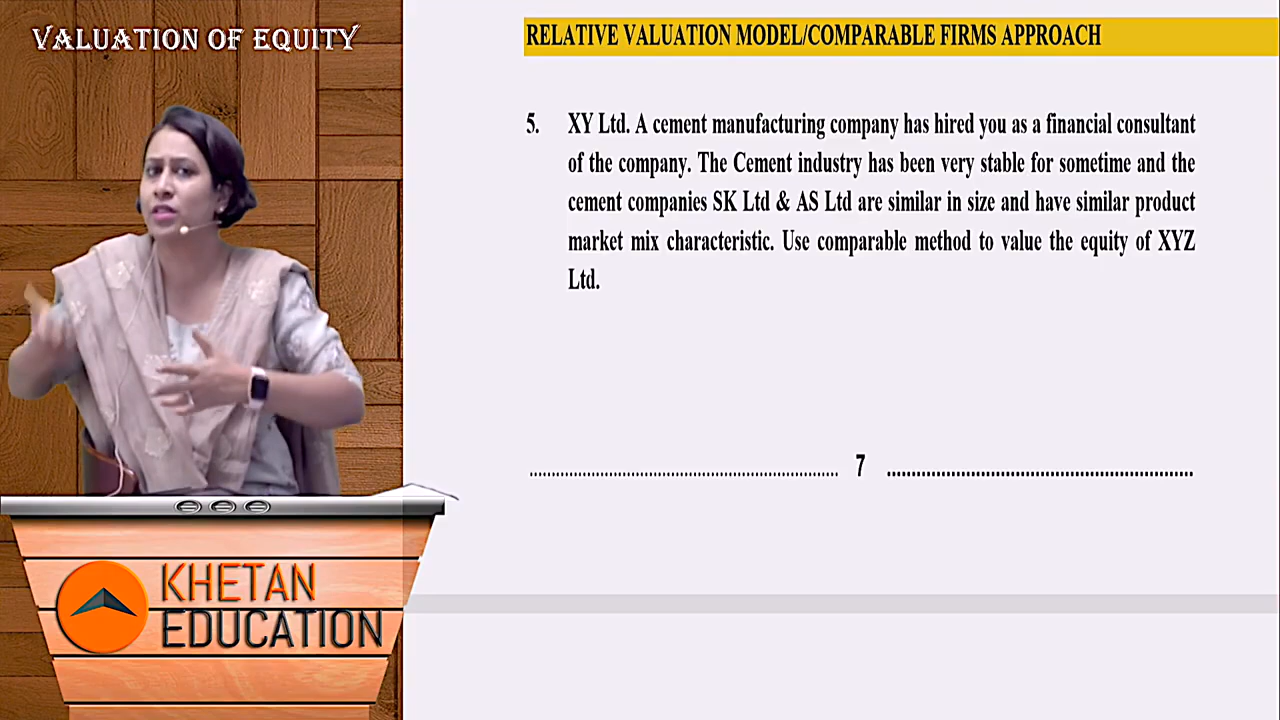 VALUATION OF EQUITY
RELATIVE VALUATION MODEL/COMPARABLE FIRMS APPROACH
5. XY Ltd. A cement manufacturing company has hired you as a financial consultant
of the company. The Cement industry has been very stable for sometime and the
cement companies SK Ltd & AS Ltd are similar in size and have similar product
market mix characteristic. Use comparable method to value the equity of XYZ
Ltd.
7
KHETAN
EDUCATION